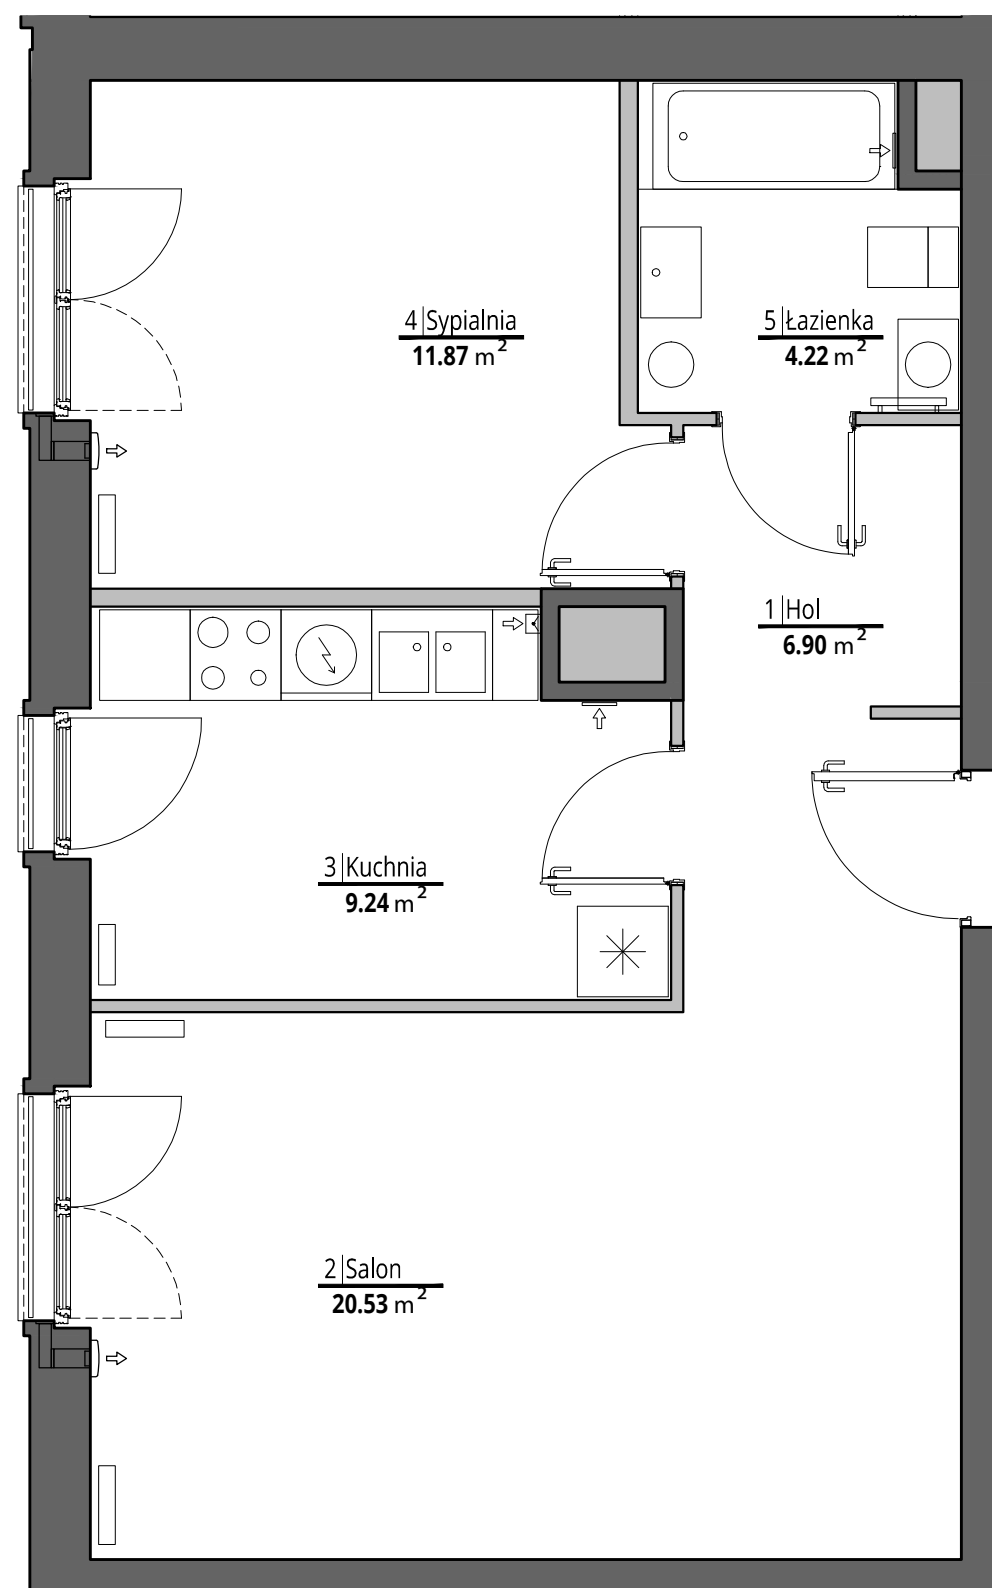 4 Sypialnia
11.87 m²
5 Łazienka
4.22 m²
1 Hol
6.90 m²
3 Kuchnia
9.24 m²
2 Salon
20.53 m²